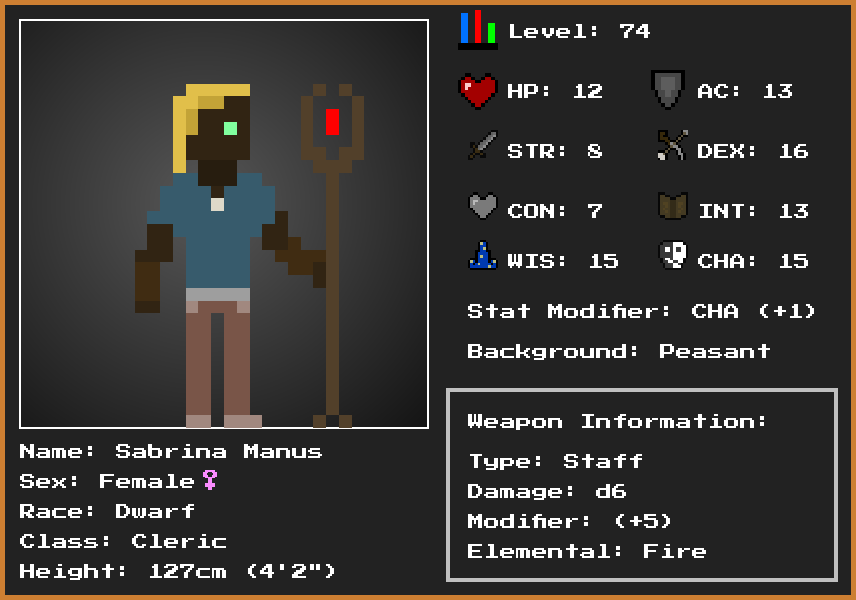 Level: 74
HP: 12
AC: 13
STR: 8
DEX: 16
CON: 7
INT: 13
WIS: 15
CHA: 15
Stat Modifier: CHA (+1)
Background: Peasant
Weapon Information:
Type: Staff
Damage: d6
Modifier: (+5)
Elemental: Fire
Name: Sabrina Manus
Sex: Female♀
Race: Dwarf
Class: Cleric
Height: 127cm (4'2")